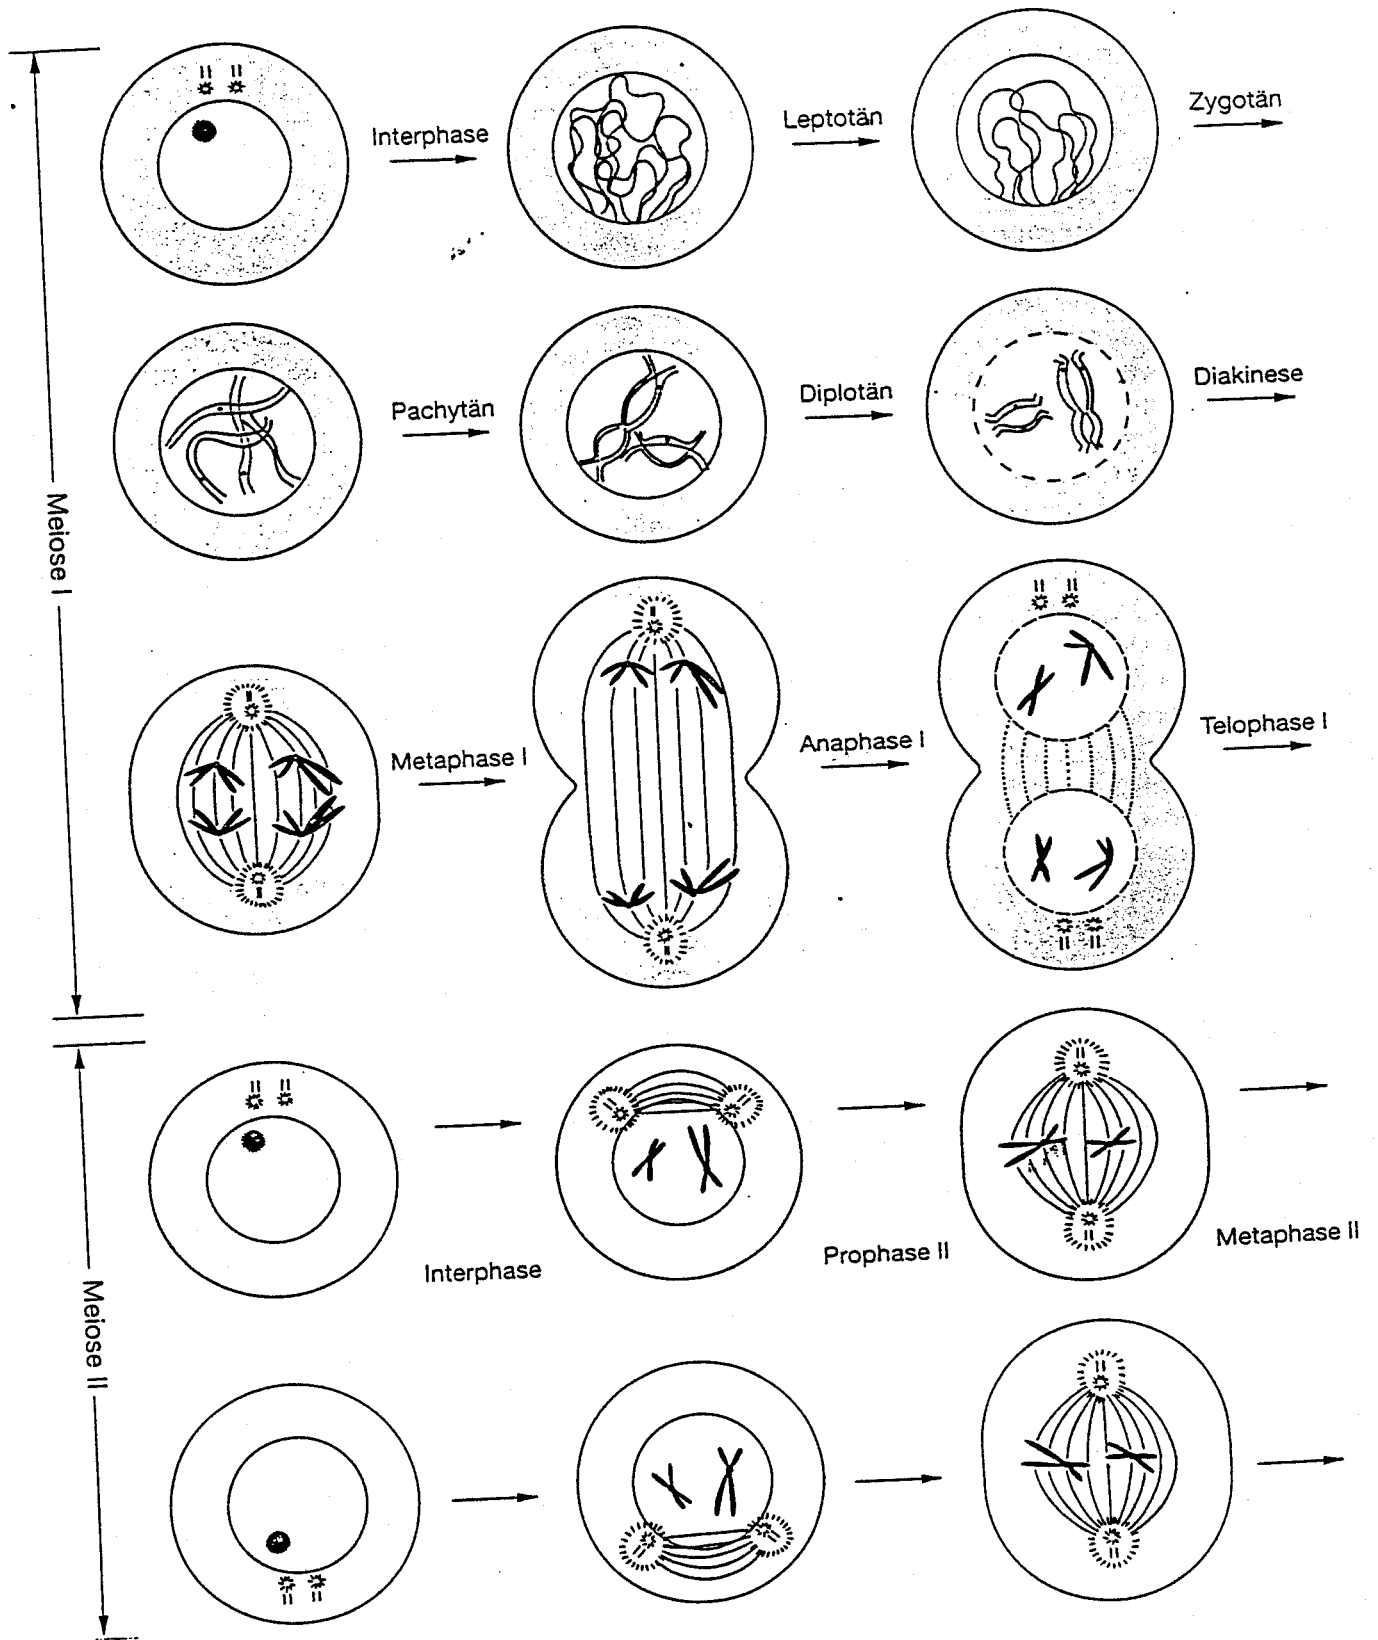 Interphase
Leptotän
Zygotän
Pachytän
Diplotän
Diakinese
Meiose I
Metaphase I
Anaphase I
Telophase I
Interphase
Prophase II
Metaphase II
Meiose II